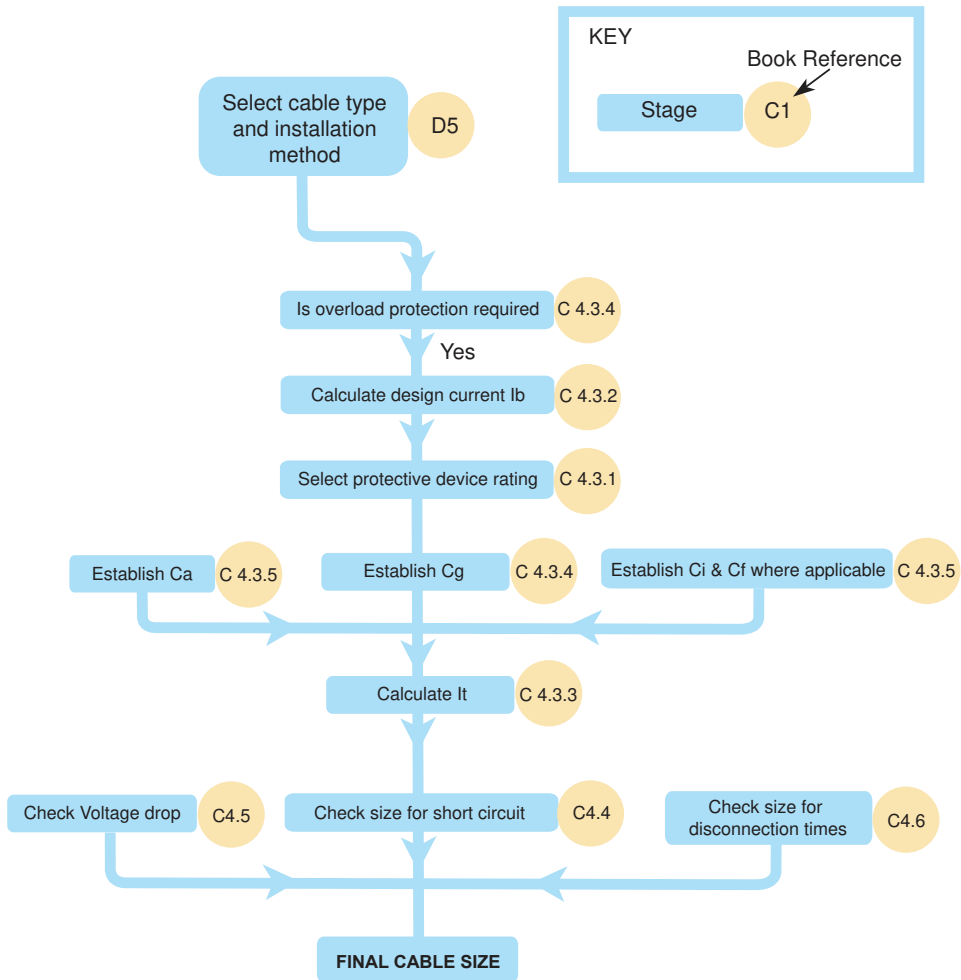 KEY
Book Reference
Stage
C1
Select cable type
and installation
method
D5
Is overload protection required
C 4.3.4
Yes
Calculate design current Ib
C 4.3.2
Select protective device rating
C 4.3.1
Establish Ca
C 4.3.5
Establish Cg
C 4.3.4
Establish Ci & Cf where applicable
C 4.3.5
Calculate It
C 4.3.3
Check Voltage drop
C4.5
Check size for short circuit
C4.4
Check size for
disconnection times
C4.6
FINAL CABLE SIZE